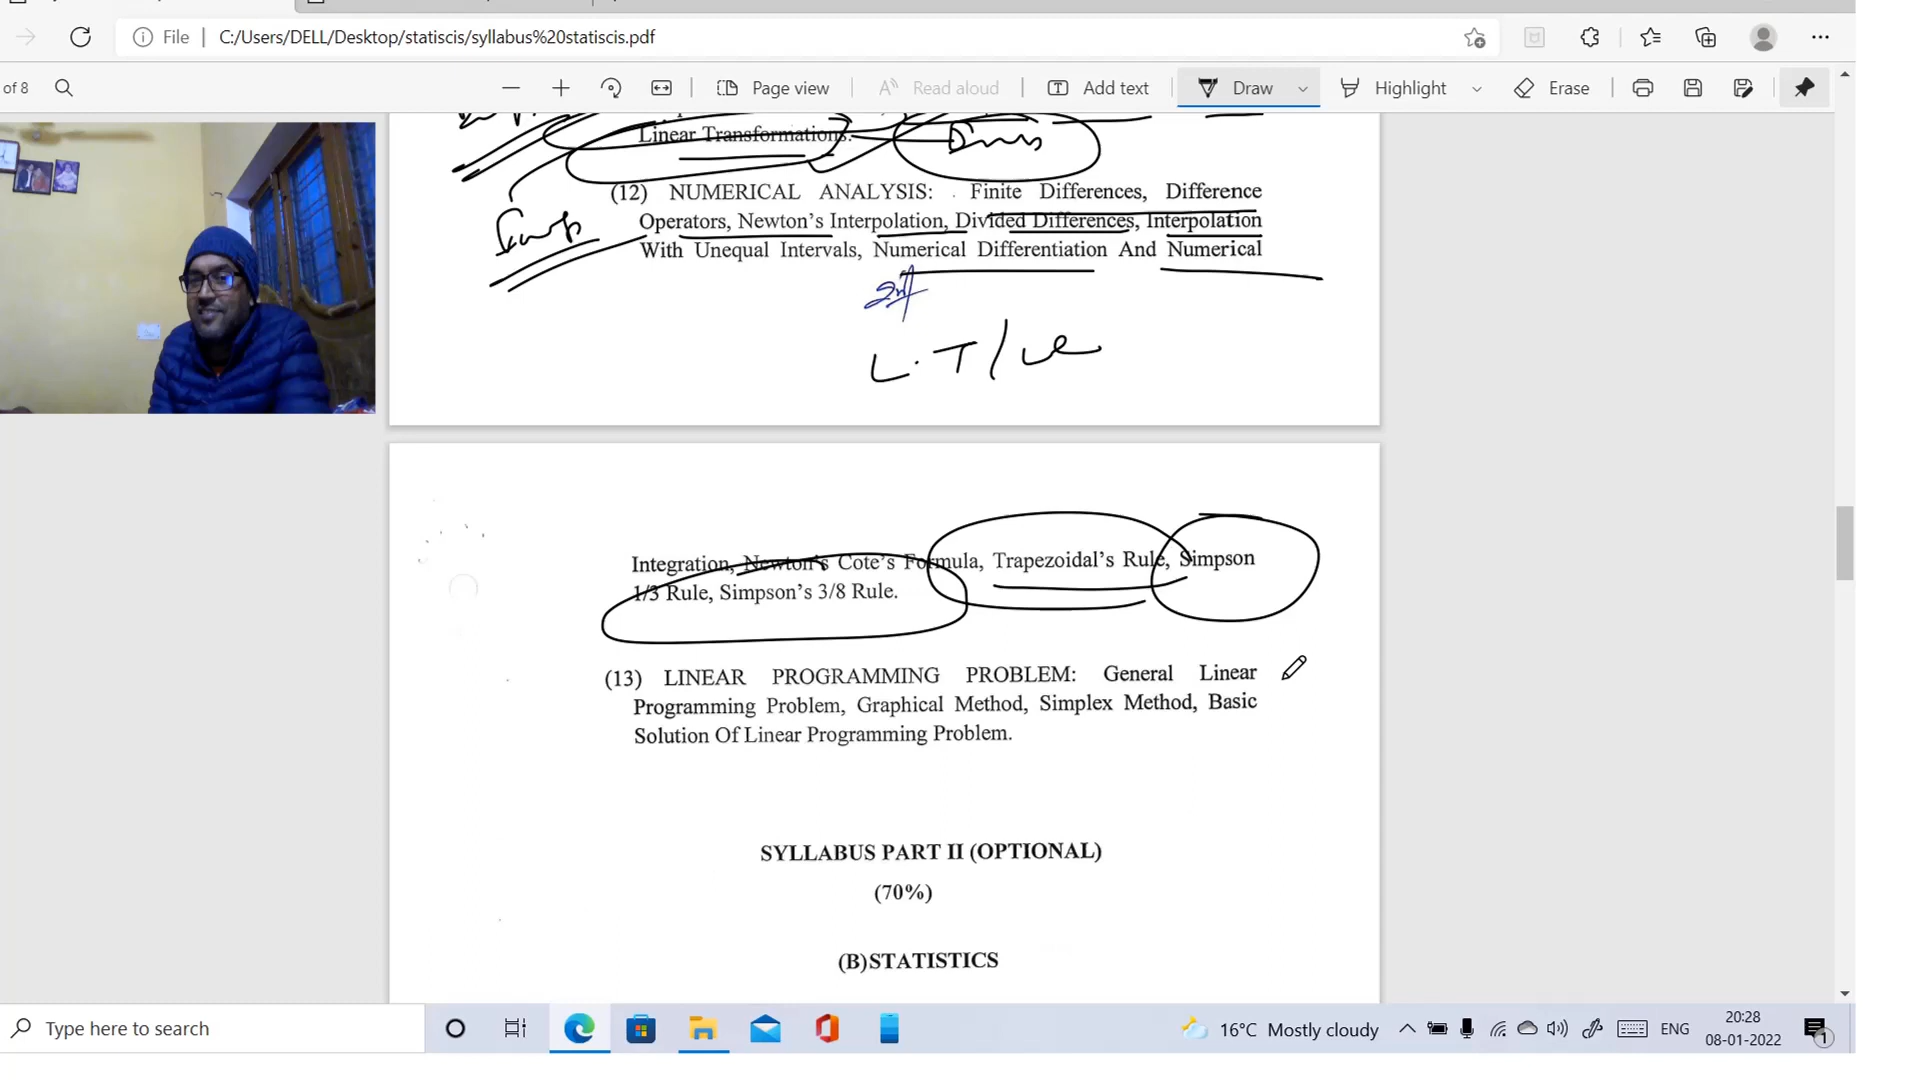 File
C:/Users/DELL/Desktop/statiscis/syllabus%20statiscis.pdf
of 8
Page view
Read aloud
Add text
Draw
Highlight
Erase
Linear Transformations.
(12) NUMERICAL ANALYSIS: Finite Differences, Difference
Operators, Newton's Interpolation, Divided Differences, Interpolation
With Unequal Intervals, Numerical Differentiation And Numerical
L.T/
Integration, Newton's Cote's Formula, Trapezoidal's Rule, Simpson
1/3 Rule, Simpson's 3/8 Rule.
(13) LINEAR PROGRAMMING PROBLEM: General Linear
Programming Problem, Graphical Method, Simplex Method, Basic
Solution Of Linear Programming Problem.
SYLLABUS PART II (OPTIONAL)
(70%)
(B)STATISTICS
Type here to search
16°C Mostly cloudy
ENG
20:28
08-01-2022
1